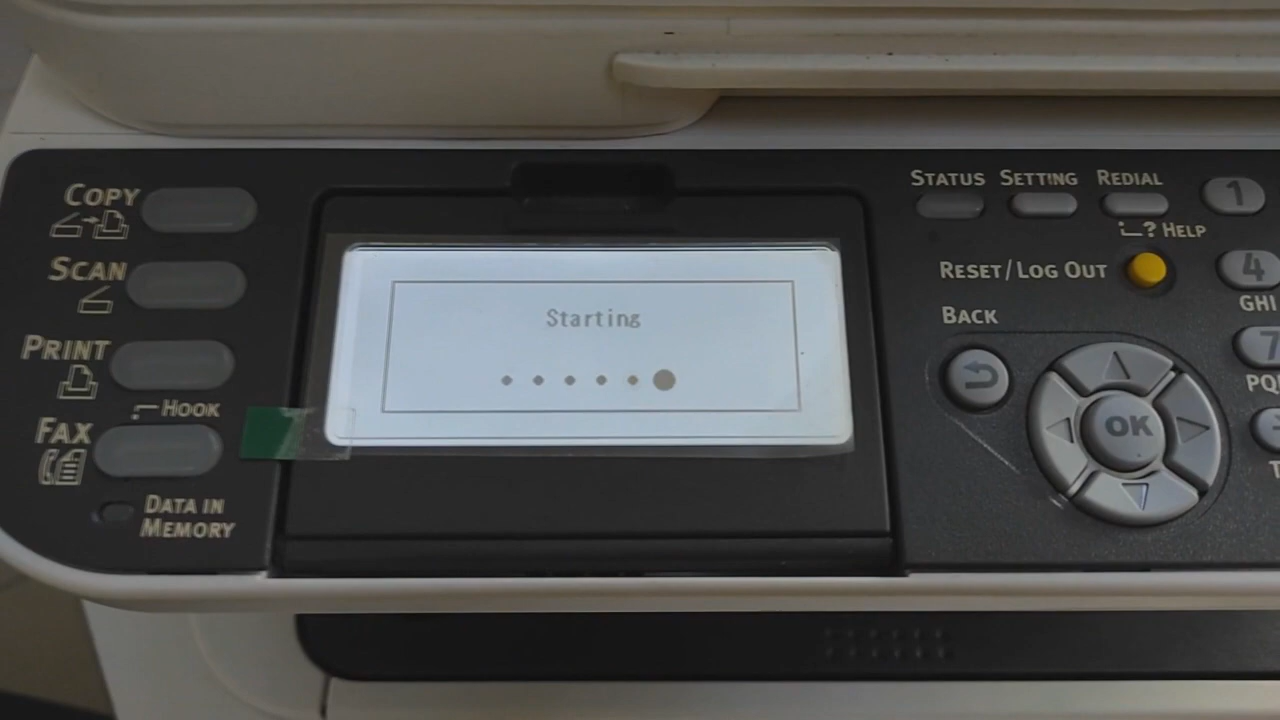 COPY
SCAN
PRINT
HOOK
FAX
DATA IN
MEMORY
Starting
STATUS SETTING REDIAL
? HELP
RESET/LOG OUT
BACK
OK
1
4
GHI
7